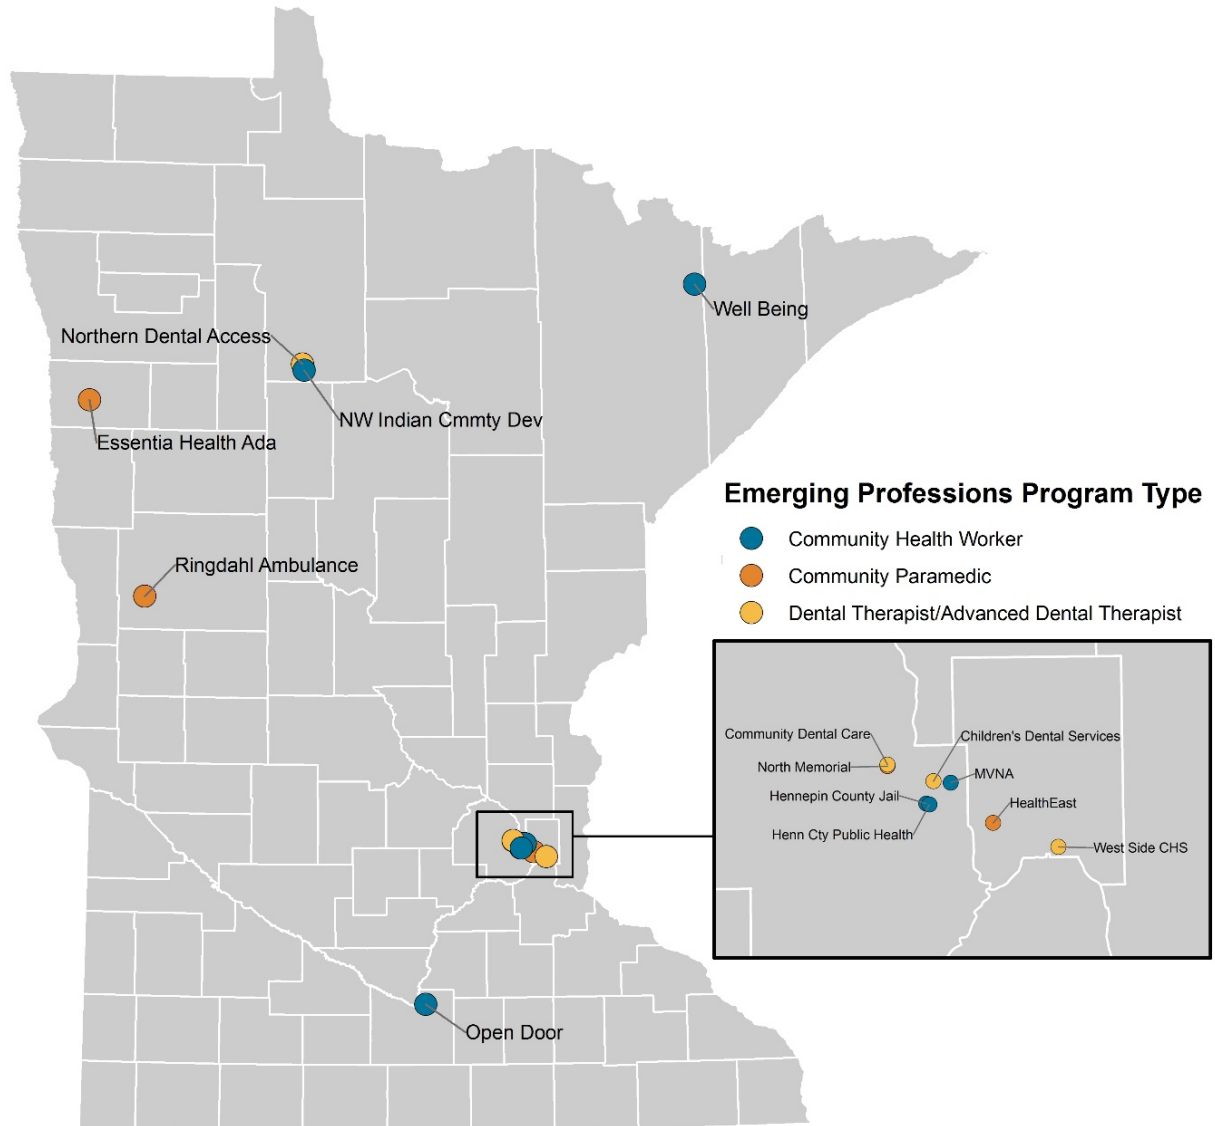 Well Being
Northern Dental Access
NW Indian Cmmty Dev
Essentia Health Ada
Emerging Professions Program Type
Community Health Worker
Ringdahl Ambulance
Community Paramedic
Dental Therapist/Advanced Dental Therapist
Community Dental Care
Children's Dental Services
North Memorial
MVNA
Hennepin County Jail
HealthEast
Henn Cty Public Health
West Side CHS
Open Door